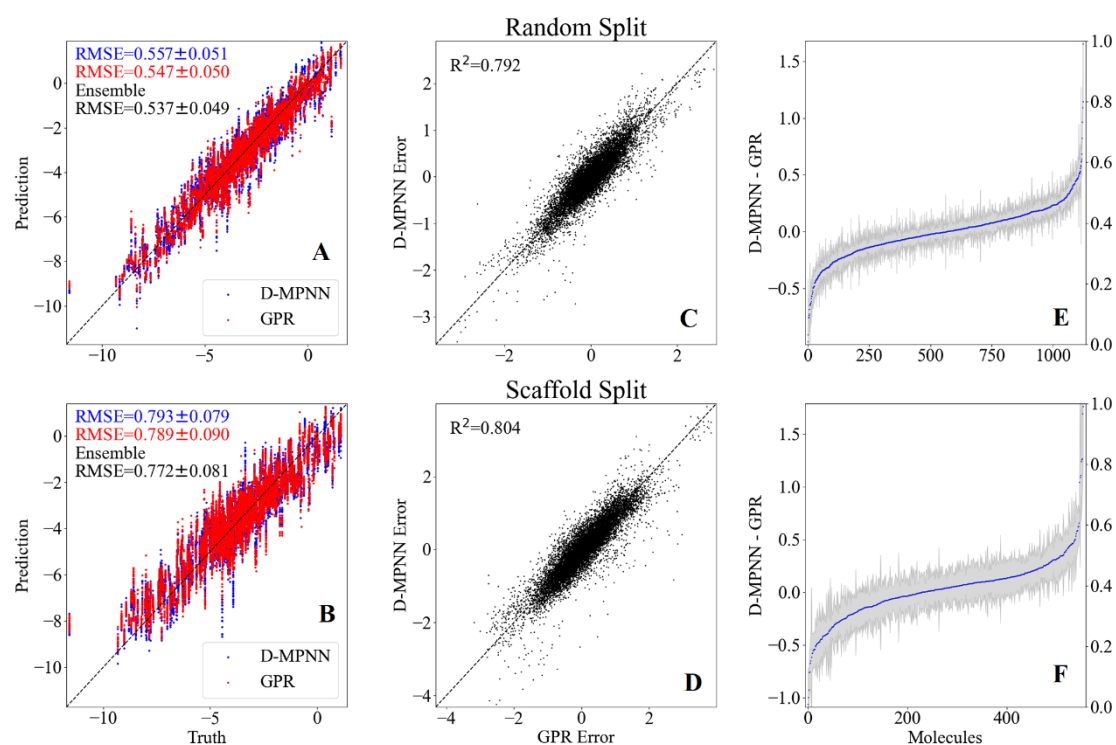 Random Split
RMSE=0.557±0.051
RMSE=0.547±0.050
Ensemble
RMSE=0.537±0.049
0
−2
−4
−6
−8
−10
Prediction
A
D-MPNN
GPR
−10
−5
0
R²=0.792
2
1
0
−1
−2
−3
D-MPNN Error
C
−2
0
2
1.5
1.0
0.5
0.0
−0.5
D-MPNN - GPR
E
1.0
0.8
0.6
0.4
0.2
0.0
0
250
500
750
1000
Scaffold Split
RMSE=0.793±0.079
RMSE=0.789±0.090
Ensemble
RMSE=0.772±0.081
0
−2
−4
−6
−8
−10
Prediction
B
D-MPNN
GPR
−10
−5
0
Truth
R²=0.804
2
0
−2
−4
D-MPNN Error
D
−4
−2
0
2
GPR Error
1.5
1.0
0.5
0.0
−0.5
−1.0
D-MPNN - GPR
F
1.0
0.8
0.6
0.4
0.2
0.0
0
200
400
Molecules